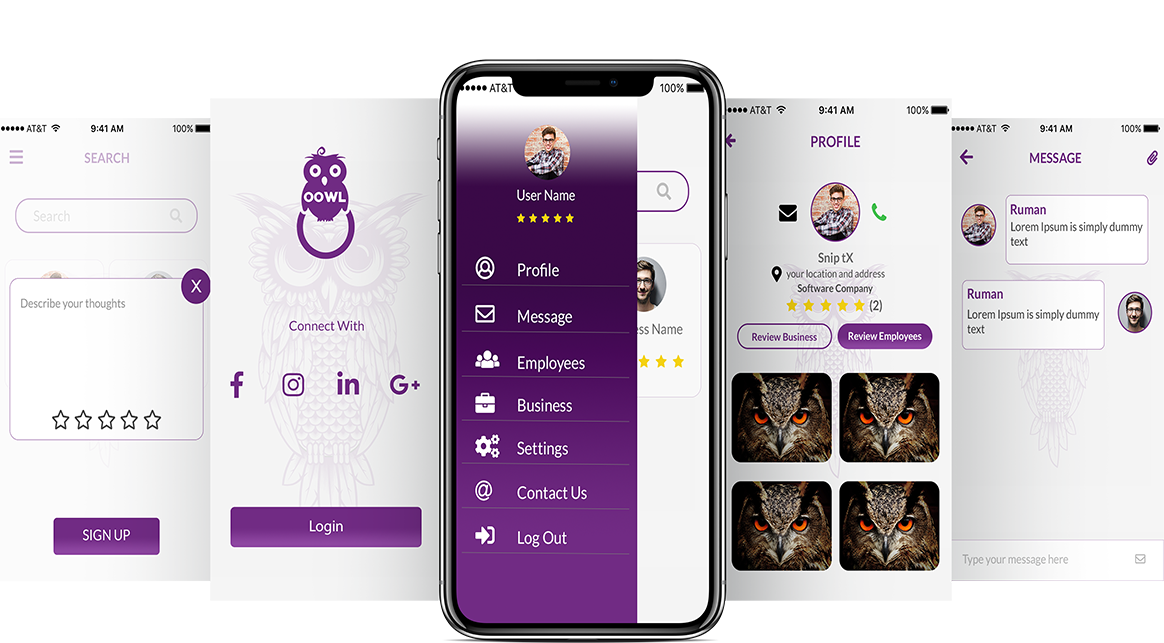 AT&T 9:41 AM 100%
SEARCH
Search
X
Describe your thoughts
SIGN UP
OOWL
Connect With
Login
AT&T 100%
User Name
Profile
Message
Employees
Business
Settings
Contact Us
Log Out
ess Name
AT&T 9:41 AM 100%
PROFILE
Snip tX
your location and address
Software Company
(2)
Review Business Review Employees
AT&T 9:41 AM 100%
MESSAGE
Ruman
Lorem Ipsum is simply dummy
text
Ruman
Lorem Ipsum is simply dummy
text
Type your message here